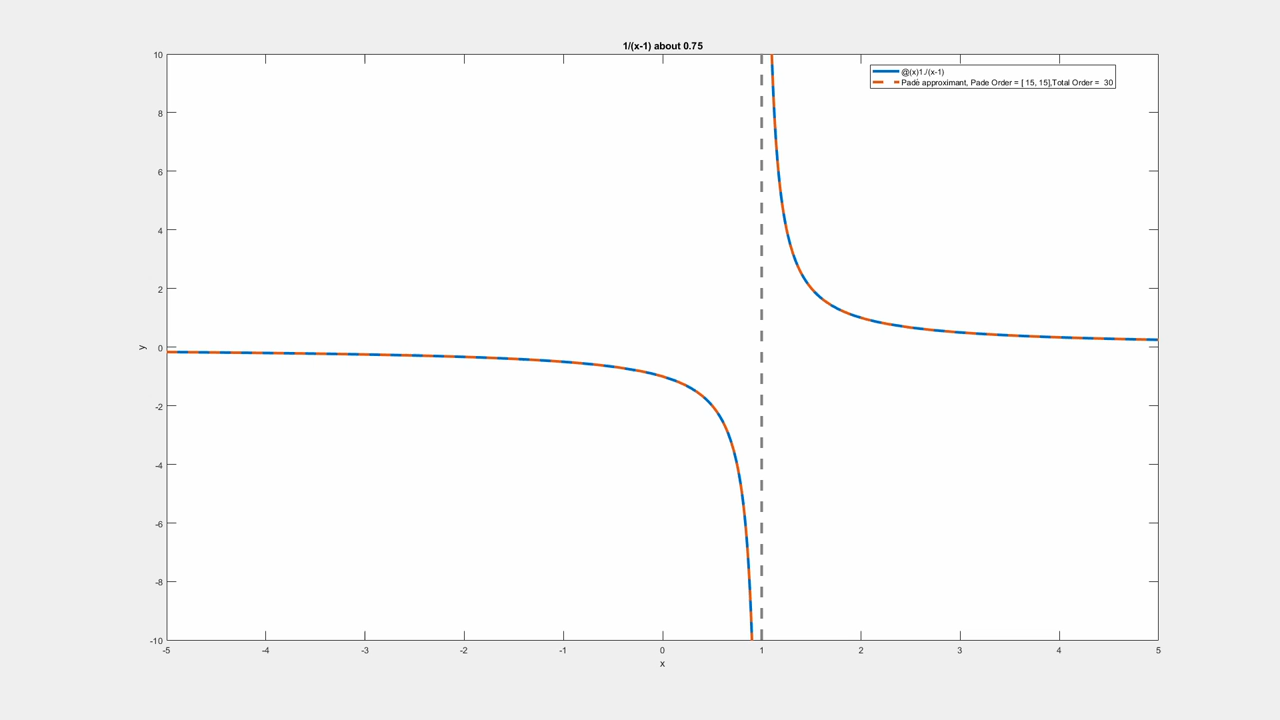 1/(x-1) about 0.75
@(x)1./(x-1)
Padé approximant, Pade Order = [ 15, 15],Total Order =  30
10
8
6
4
2
0
-2
-4
-6
-8
-10
y
-5 -4 -3 -2 -1 0 1 2 3 4 5
x